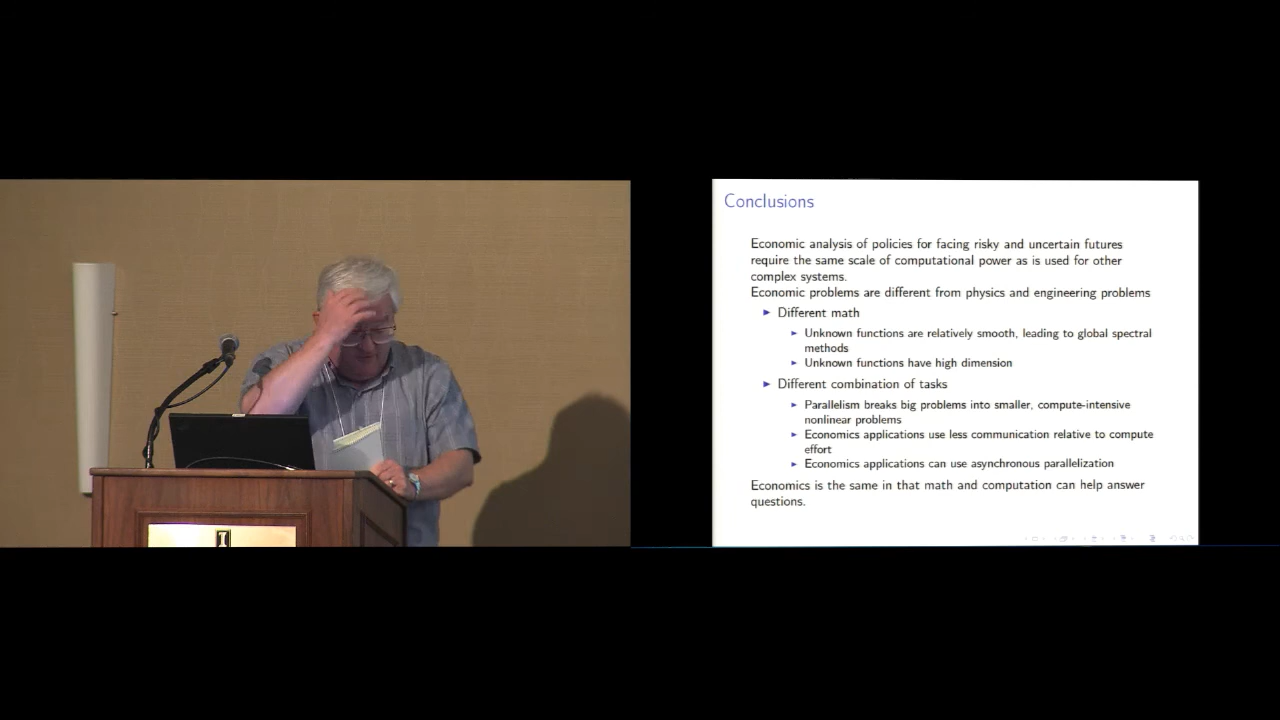 Conclusions
Economic analysis of policies for facing risky and uncertain futures
require the same scale of computational power as is used for other
complex systems.
Economic problems are different from physics and engineering problems
Different math
Unknown functions are relatively smooth, leading to global spectral
methods
Unknown functions have high dimension
Different combination of tasks
Parallelism breaks big problems into smaller, compute-intensive
nonlinear problems
Economics applications use less communication relative to compute
effort
Economics applications can use asynchronous parallelization
Economics is the same in that math and computation can help answer
questions.
I